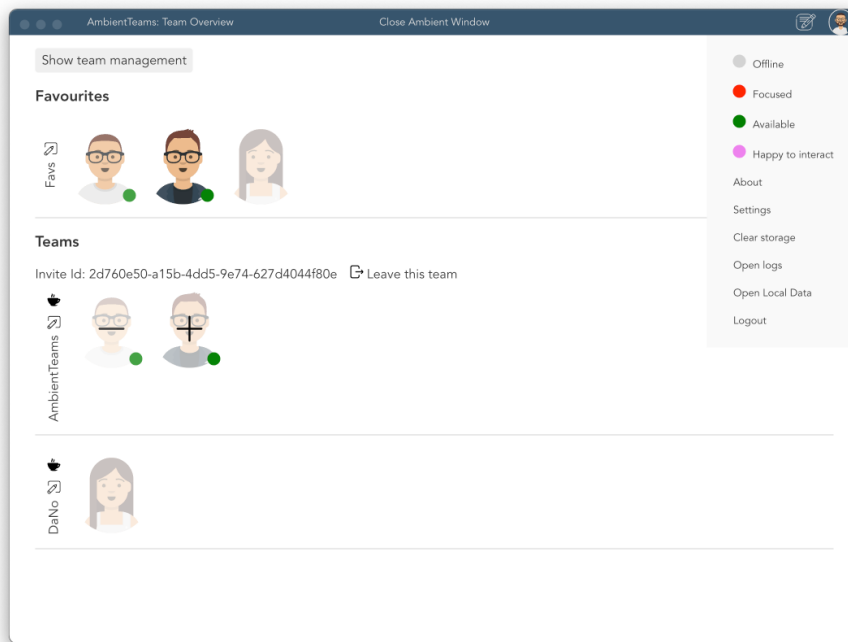 AmbientTeams: Team Overview
Close Ambient Window
Show team management
Favourites
Favs
Teams
Invite Id: 2d760e50-a15b-4dd5-9e74-627d4044f80e
Leave this team
AmbientTeams
DaNo
Offline
Focused
Available
Happy to interact
About
Settings
Clear storage
Open logs
Open Local Data
Logout